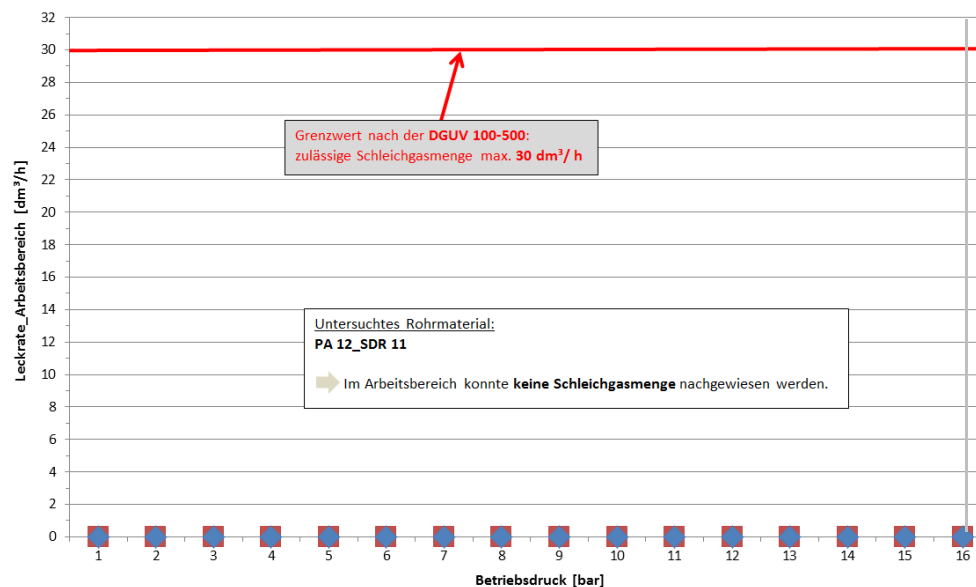 32
30
28
26
24
22
20
18
16
14
12
10
8
6
4
2
0
Leckrate_Arbeitsbereich [dm³/h]
Grenzwert nach der DGUV 100-500:
zulässige Schleichgasmenge max. 30 dm³/ h
Untersuchtes Rohrmaterial:
PA 12_SDR 11
Im Arbeitsbereich konnte keine Schleichgasmenge nachgewiesen werden.
1 2 3 4 5 6 7 8 9 10 11 12 13 14 15 16
Betriebsdruck [bar]